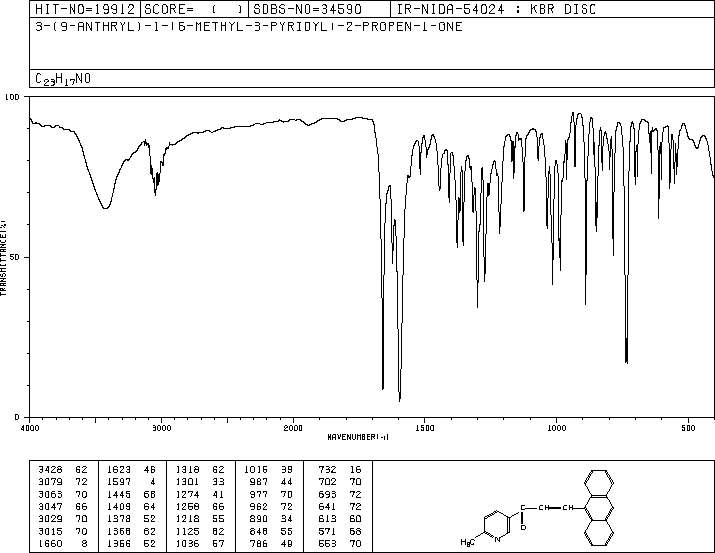 HIT-NO=19912 SCORE= ( ) SDBS-NO=34590 IR-NIDA-54024 : KBR DISC
3-(9-ANTHRYL)-1-(6-METHYL-3-PYRIDYL)-2-PROPEN-1-ONE
C23H17NO
100
50
0
TRANSMITTANCE(%)
4000 3000 2000 1500 1000 500
WAVENUMBER(-1)
3428 62 1623 46 1318 62 1015 39 732 16
3079 72 1597 4 1301 33 987 44 702 70
3063 70 1445 68 1274 41 977 70 693 72
3047 66 1409 64 1258 66 962 72 641 72
3029 70 1378 52 1218 55 890 34 613 60
3015 70 1368 62 1125 62 848 55 571 68
1660 8 1356 52 1036 57 786 49 553 70
C CH CH
O
N
H3C